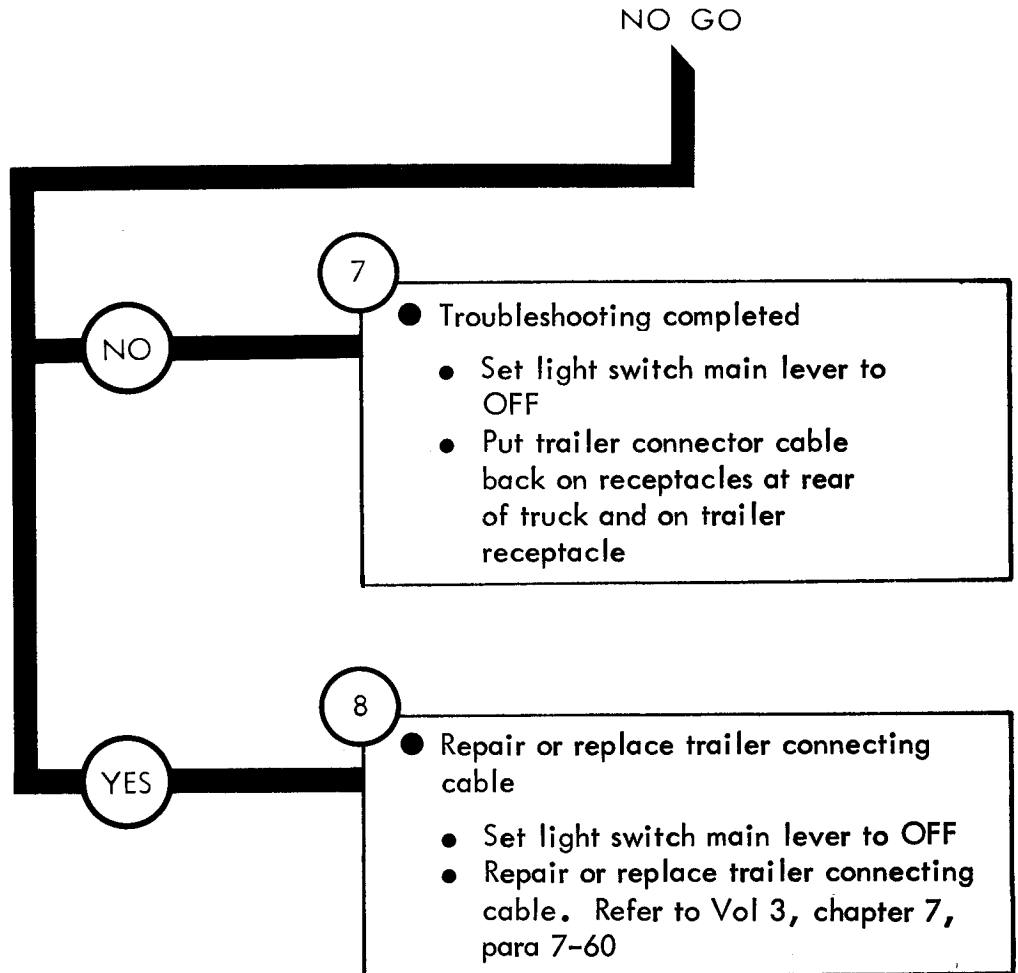 NO GO
7
● Troubleshooting completed
NO
● Set light switch main lever to
OFF
● Put trailer connector cable
back on receptacles at rear
of truck and on trailer
receptacle
8
● Repair or replace trailer connecting
cable
YES
● Set light switch main lever to OFF
● Repair or replace trailer connecting
cable. Refer to Vol 3, chapter 7,
para 7-60